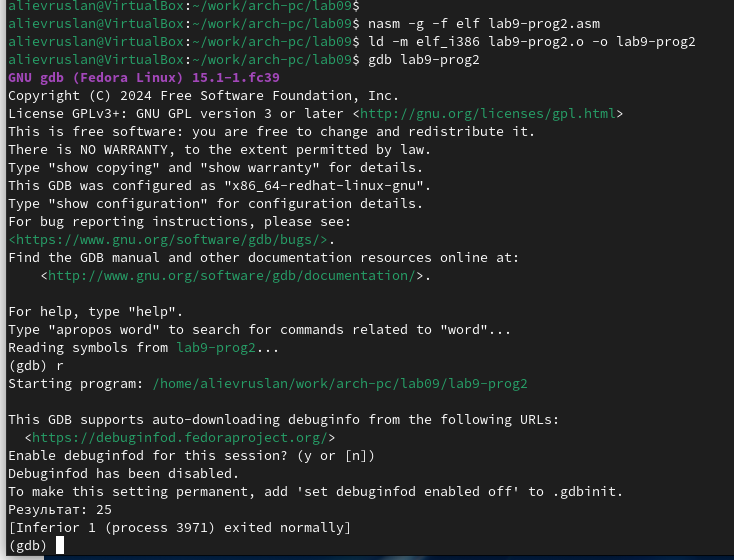 alievruslan@VirtualBox:~/work/arch-pc/lab09$
alievruslan@VirtualBox:~/work/arch-pc/lab09$ nasm -g -f elf lab9-prog2.asm
alievruslan@VirtualBox:~/work/arch-pc/lab09$ ld -m elf_i386 lab9-prog2.o -o lab9-prog2
alievruslan@VirtualBox:~/work/arch-pc/lab09$ gdb lab9-prog2
GNU gdb (Fedora Linux) 15.1-1.fc39
Copyright (C) 2024 Free Software Foundation, Inc.
License GPLv3+: GNU GPL version 3 or later <http://gnu.org/licenses/gpl.html>
This is free software: you are free to change and redistribute it.
There is NO WARRANTY, to the extent permitted by law.
Type "show copying" and "show warranty" for details.
This GDB was configured as "x86_64-redhat-linux-gnu".
Type "show configuration" for configuration details.
For bug reporting instructions, please see:
<https://www.gnu.org/software/gdb/bugs/>.
Find the GDB manual and other documentation resources online at:
    <http://www.gnu.org/software/gdb/documentation/>.

For help, type "help".
Type "apropos word" to search for commands related to "word"...
Reading symbols from lab9-prog2...
(gdb) r
Starting program: /home/alievruslan/work/arch-pc/lab09/lab9-prog2

This GDB supports auto-downloading debuginfo from the following URLs:
  <https://debuginfod.fedoraproject.org/>
Enable debuginfod for this session? (y or [n])
Debuginfod has been disabled.
To make this setting permanent, add 'set debuginfod enabled off' to .gdbinit.
Результат: 25
[Inferior 1 (process 3971) exited normally]
(gdb)